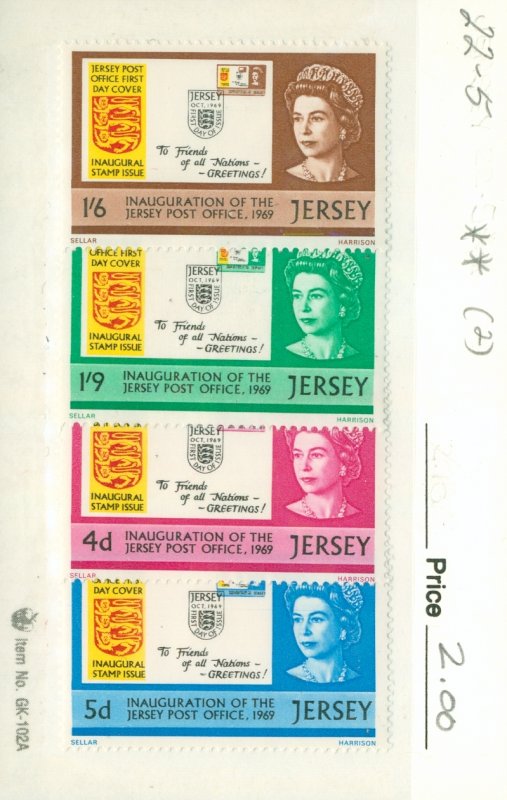 JERSEY POST
OFFICE FIRST
DAY COVER
INAUGURAL
STAMP ISSUE
JERSEY
OCT. 1969
FIRST DAY OF ISSUE
To Friends
of all Nations –
– GREETINGS!
1'6
INAUGURATION OF THE
JERSEY POST OFFICE, 1969
JERSEY
SELLAR
HARRISON
OFFICE FIRST
DAY COVER
INAUGURAL
STAMP ISSUE
JERSEY
OCT. 1969
FIRST DAY OF ISSUE
To Friends
of all Nations –
– GREETINGS!
1'9
INAUGURATION OF THE
JERSEY POST OFFICE, 1969
JERSEY
SELLAR
HARRISON
INAUGURAL
STAMP ISSUE
JERSEY
OCT. 1969
FIRST DAY OF ISSUE
To Friends
of all Nations –
– GREETINGS!
4d
INAUGURATION OF THE
JERSEY POST OFFICE, 1969
JERSEY
SELLAR
HARRISON
DAY COVER
INAUGURAL
STAMP ISSUE
JERSEY
OCT. 1969
FIRST DAY OF ISSUE
To Friends
of all Nations –
– GREETINGS!
5d
INAUGURATION OF THE
JERSEY POST OFFICE, 1969
JERSEY
SELLAR
HARRISON
22-5
**
(2)
Price
2.00
Item No. GK-102A